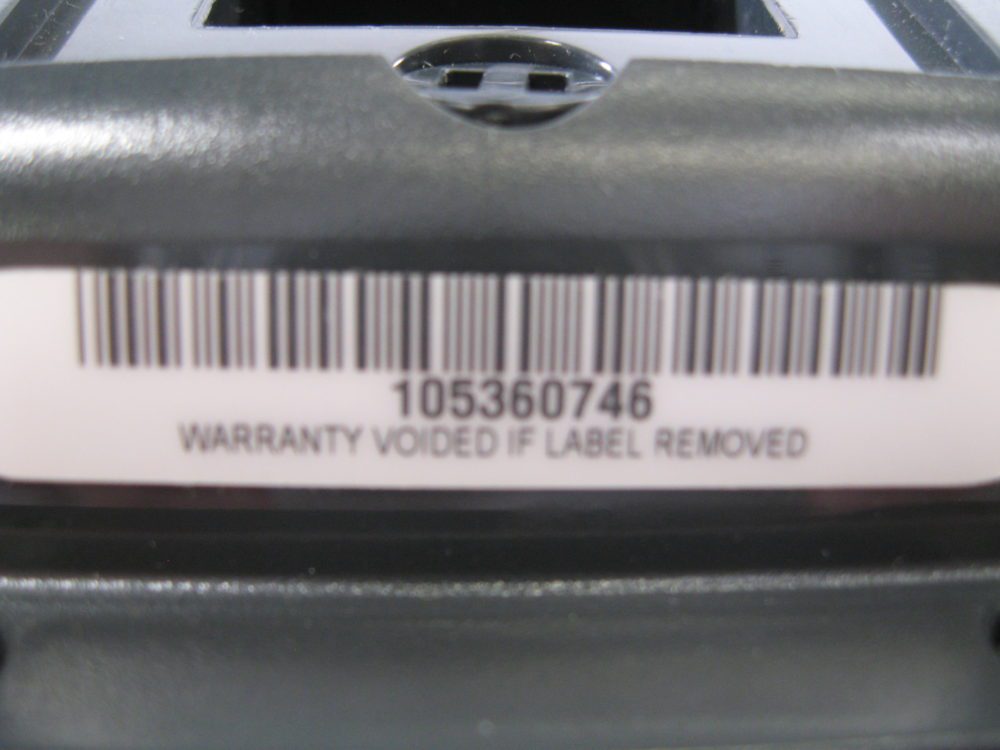 105360746
WARRANTY VOIDED IF LABEL REMOVED